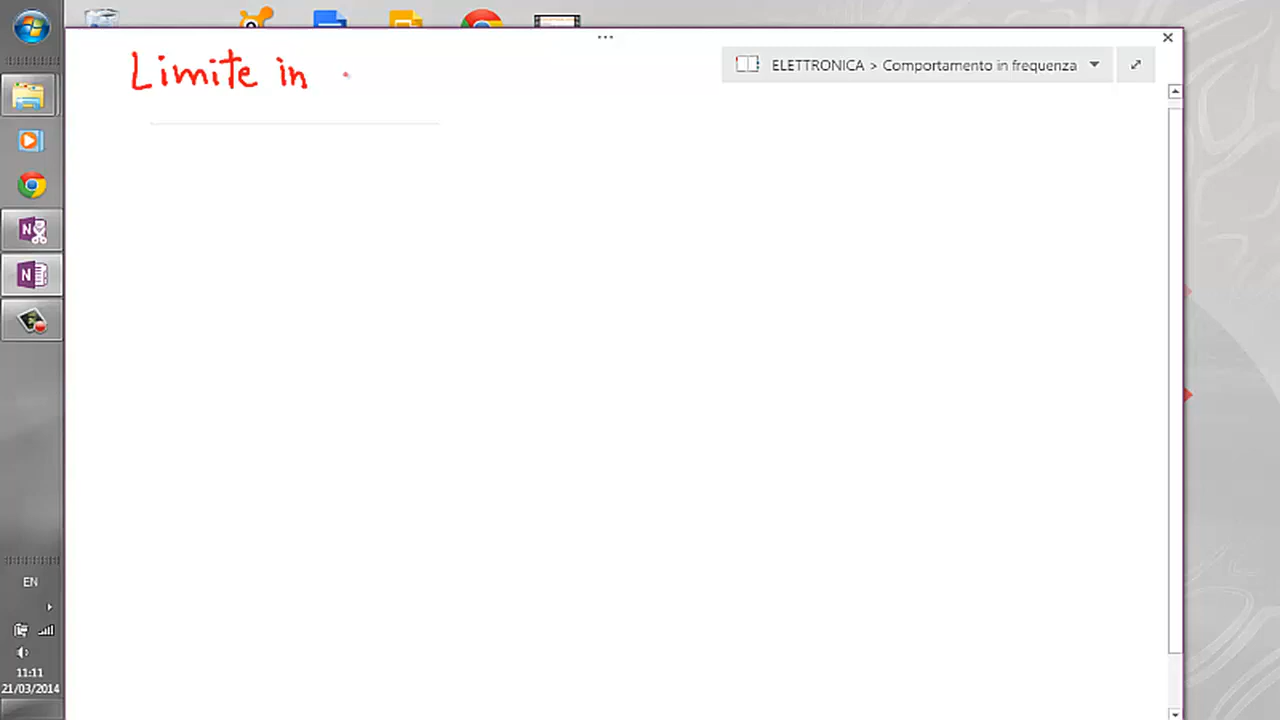 Limite in
ELETTRONICA > Comportamento in frequenza
EN
11:11
21/03/2014